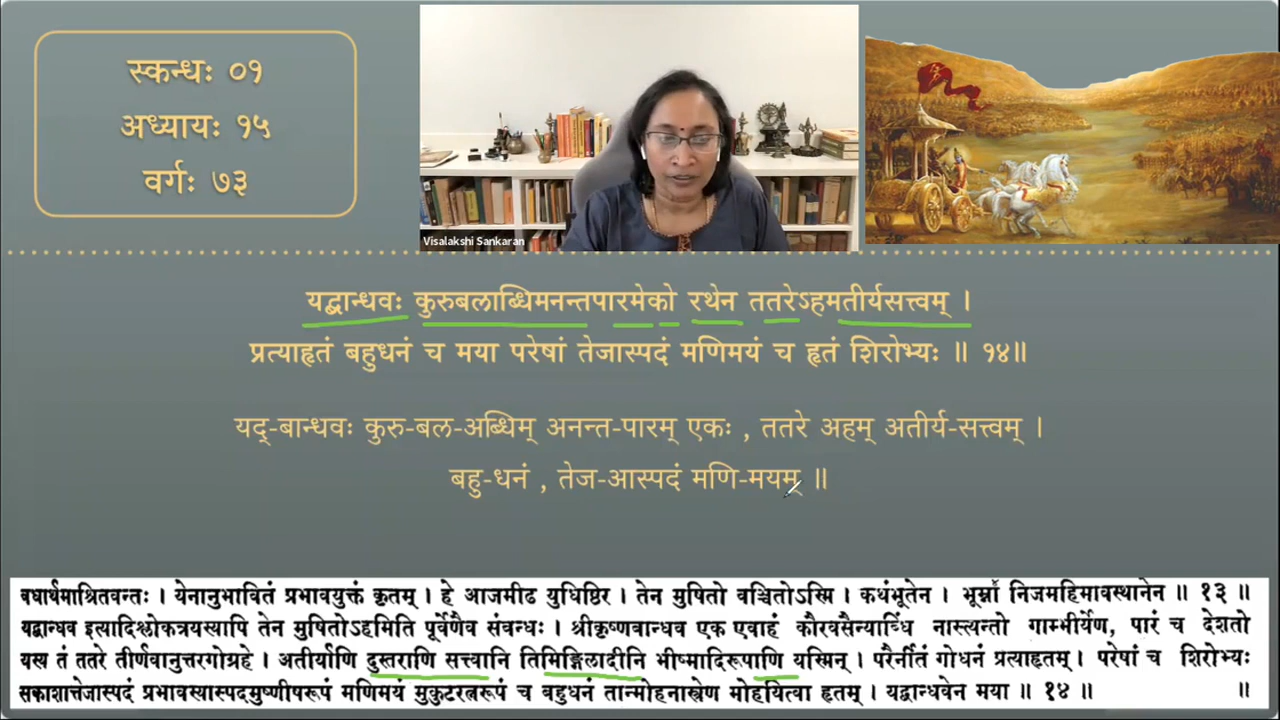 स्कन्धः ०१
अध्यायः १५
वर्गः ७३
Visalakshi Sankaran
यद्बान्धवः कुरुबलाब्धिमनन्तपारमेको रथेन ततरेऽहमतीर्यसत्त्वम् ।
प्रत्याहृतं बहुधनं च मया परेषां तेजास्पदं मणिमयं च हृतं शिरोभ्यः ॥ १४॥
यद्-बान्धवः कुरु-बल-अब्धिम् अनन्त-पारम् एकः , ततरे अहम् अतीर्य-सत्त्वम् ।
बहु-धनं , तेज-आस्पदं मणि-मयम् ॥
वधार्थमाश्रितवन्तः । येनानुभावितं प्रभावयुक्तं कृतम् । हे आजमीढ युधिष्ठिर । तेन मुषितो वञ्चितोऽस्मि । कथंभूतेन । भूम्ना निजमहिमावस्थानेन ॥ १३ ॥
यद्बान्धव इत्यादिश्लोकत्रयस्यापि तेन मुषितोऽहमिति पूर्वेणैव संबन्धः । श्रीकृष्णबान्धव एक एवाहं कौरवसैन्याब्धिं नास्त्यन्तो गाम्भीर्येण, पारं च देशतो
यस्य तं ततरे तीर्णवानुत्तरगोग्रहे । अतीर्याणि दुस्तराणि सत्त्वानि तिमिङ्गिलादीनि भीष्मादिरूपाणि यस्मिन् । परैर्नीतं गोधनं प्रत्याहृतम् । परेषां च शिरोभ्यः
सकाशात्तेजास्पदं प्रभावस्यास्पदमुष्णीषरूपं मणिमयं मुकुटरत्नरूपं च बहुधनं तान्मोहनास्त्रेण मोहयित्वा हृतम् । यद्बान्धवेन मया ॥ १४ ॥ ॥